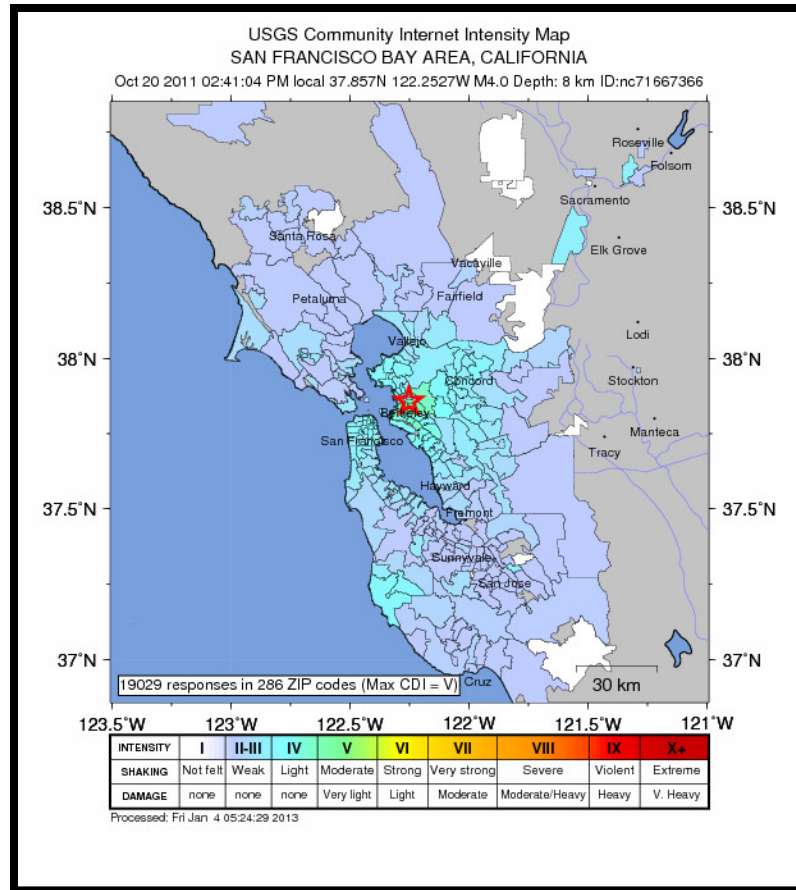 USGS Community Internet Intensity Map
SAN FRANCISCO BAY AREA, CALIFORNIA
Oct 20 2011 02:41:04 PM local 37.857N 122.2527W M4.0 Depth: 8 km ID:nc71667366
Roseville
Folsom
Sacramento
38.5°N 38.5°N
Santa Rosa
Elk Grove
Vacaville
Petaluma Fairfield
Lodi
Vallejo
38°N 38°N
Concord Stockton
Berkeley
Manteca
San Francisco
Tracy
Hayward
37.5°N 37.5°N
Fremont
Sunnyvale
San Jose
37°N 37°N
Cruz
19029 responses in 286 ZIP codes (Max CDI = V)
30 km
123.5°W 123°W 122.5°W 122°W 121.5°W 121°W
INTENSITY I II-III IV V VI VII VIII IX X+
SHAKING Not felt Weak Light Moderate Strong Very strong Severe Violent Extreme
DAMAGE none none none Very light Light Moderate Moderate/Heavy Heavy V. Heavy
Processed: Fri Jan 4 05:24:29 2013